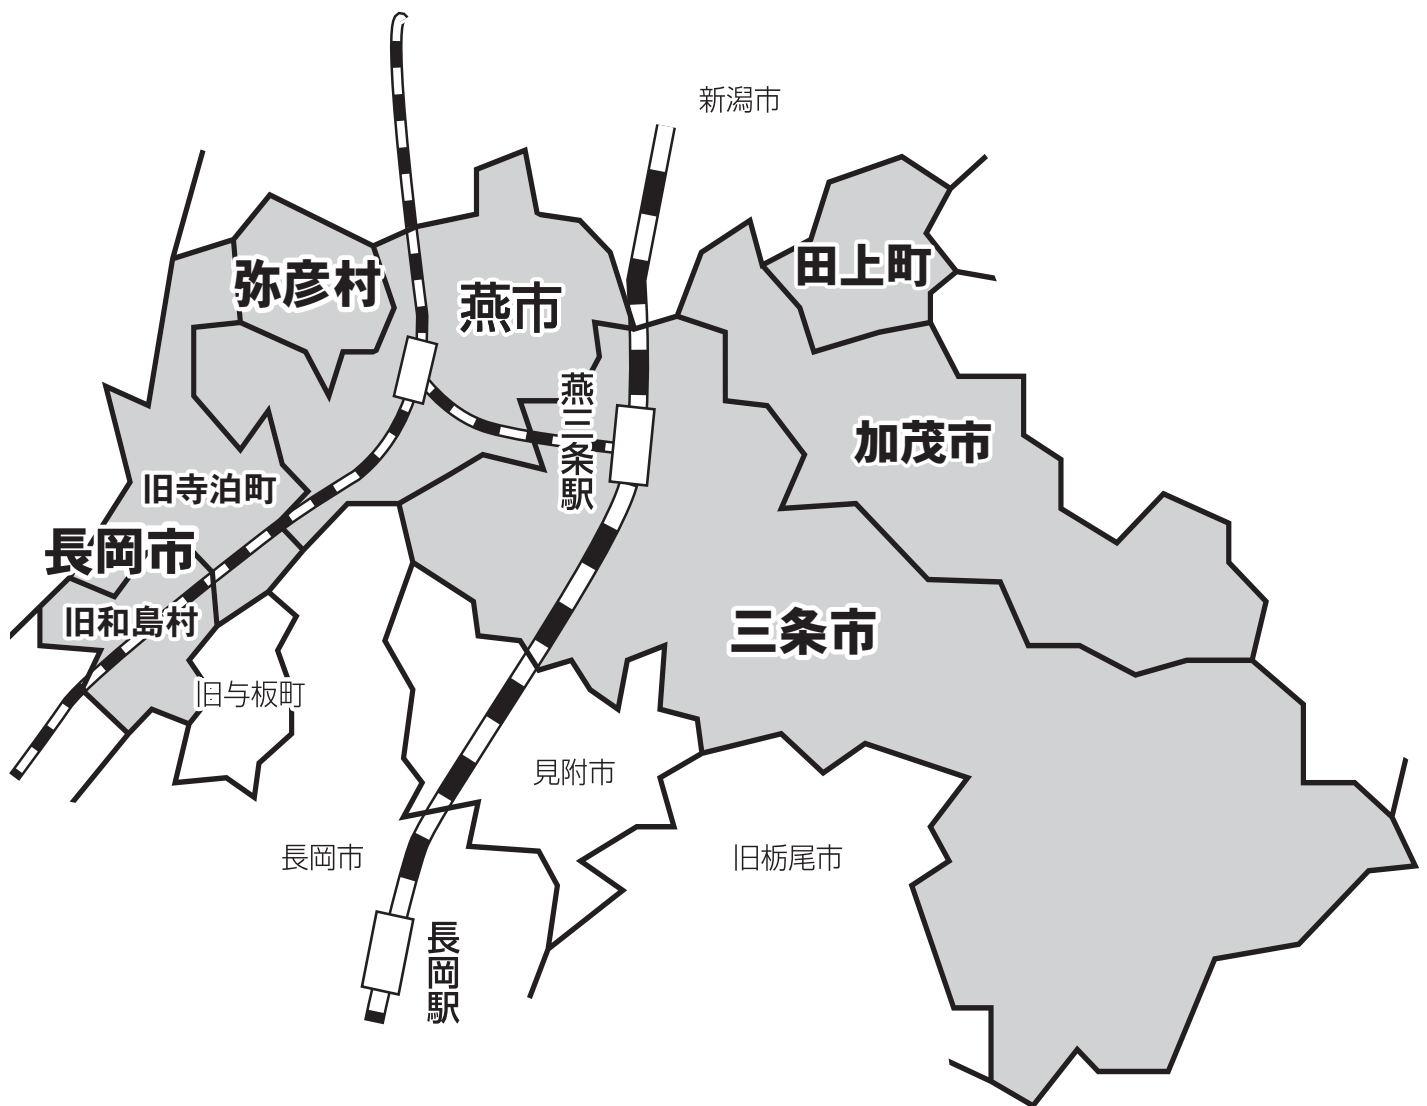 新潟市
田上町
弥彦村
燕市
燕三条駅
加茂市
旧寺泊町
長岡市
旧和島村
三条市
旧与板町
見附市
長岡市
旧栃尾市
長岡駅